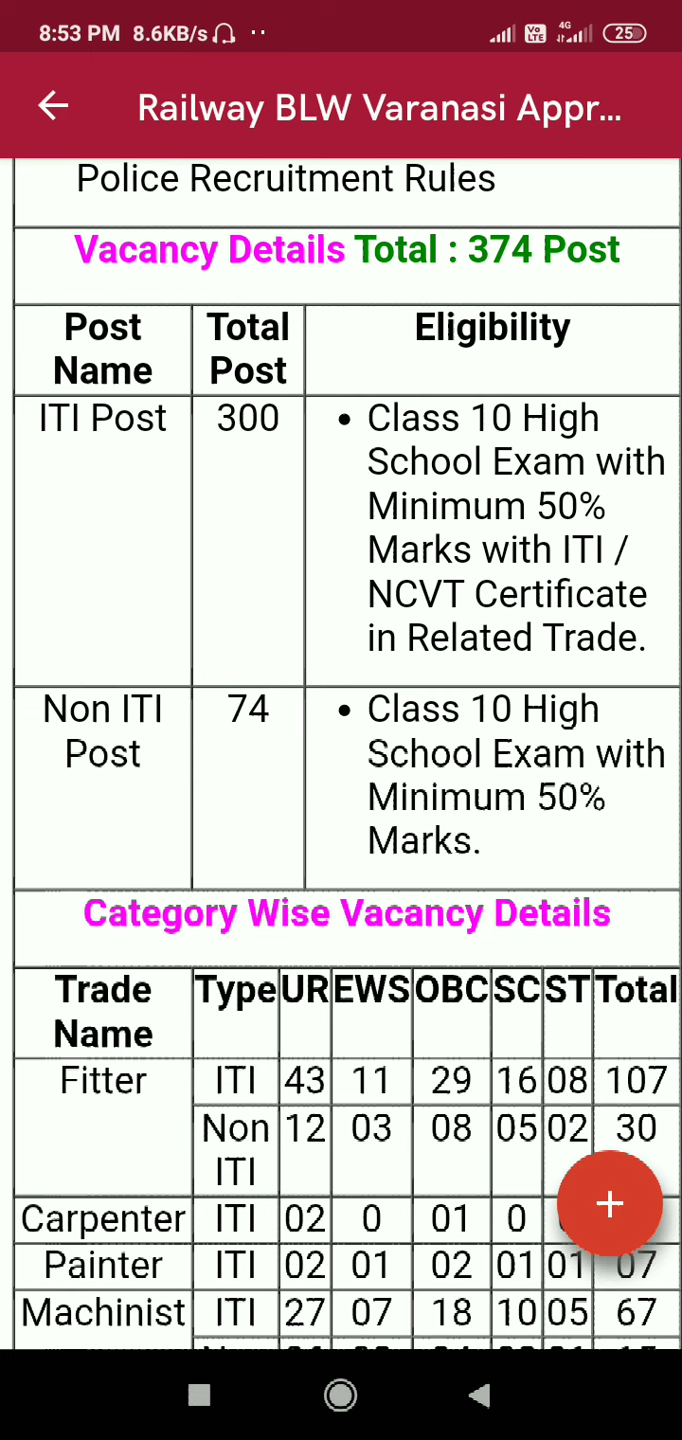 8:53 PM 8.6KB/s
Vo LTE 4G 25
Railway BLW Varanasi Appr...
Police Recruitment Rules
Vacancy Details Total : 374 Post
Post Name Total Post Eligibility
ITI Post 300 • Class 10 High
School Exam with
Minimum 50%
Marks with ITI /
NCVT Certificate
in Related Trade.
Non ITI Post 74 • Class 10 High
School Exam with
Minimum 50%
Marks.
Category Wise Vacancy Details
Trade Name Type UR EWS OBC SC ST Total
Fitter ITI 43 11 29 16 08 107
Non ITI 12 03 08 05 02 30
Carpenter ITI 02 0 01 0
Painter ITI 02 01 02 01 01 07
Machinist ITI 27 07 18 10 05 67